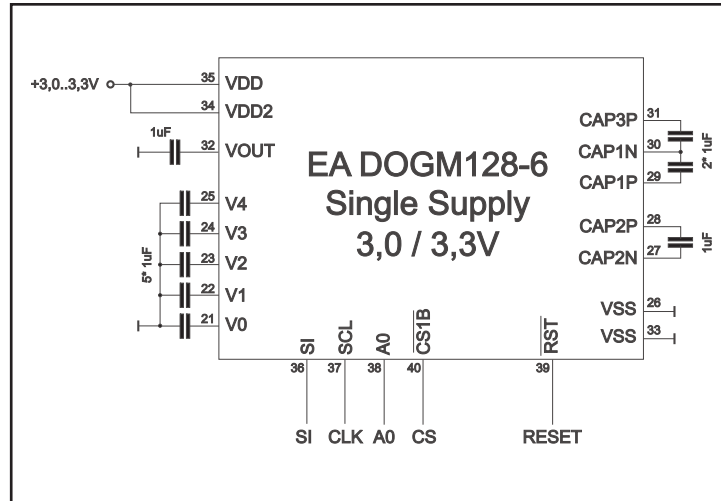 +3,0..3,3V
35 VDD
34 VDD2
1uF
32 VOUT
25 V4
24 V3
23 V2
22 V1
21 V0
5* 1uF
EA DOGM128-6
Single Supply
3,0 / 3,3V
CAP3P 31
CAP1N 30
CAP1P 29
2* 1uF
CAP2P 28
CAP2N 27
1uF
VSS 26
VSS 33
SI SCL A0 CS1B RST
36 37 38 40 39
SI CLK A0 CS RESET